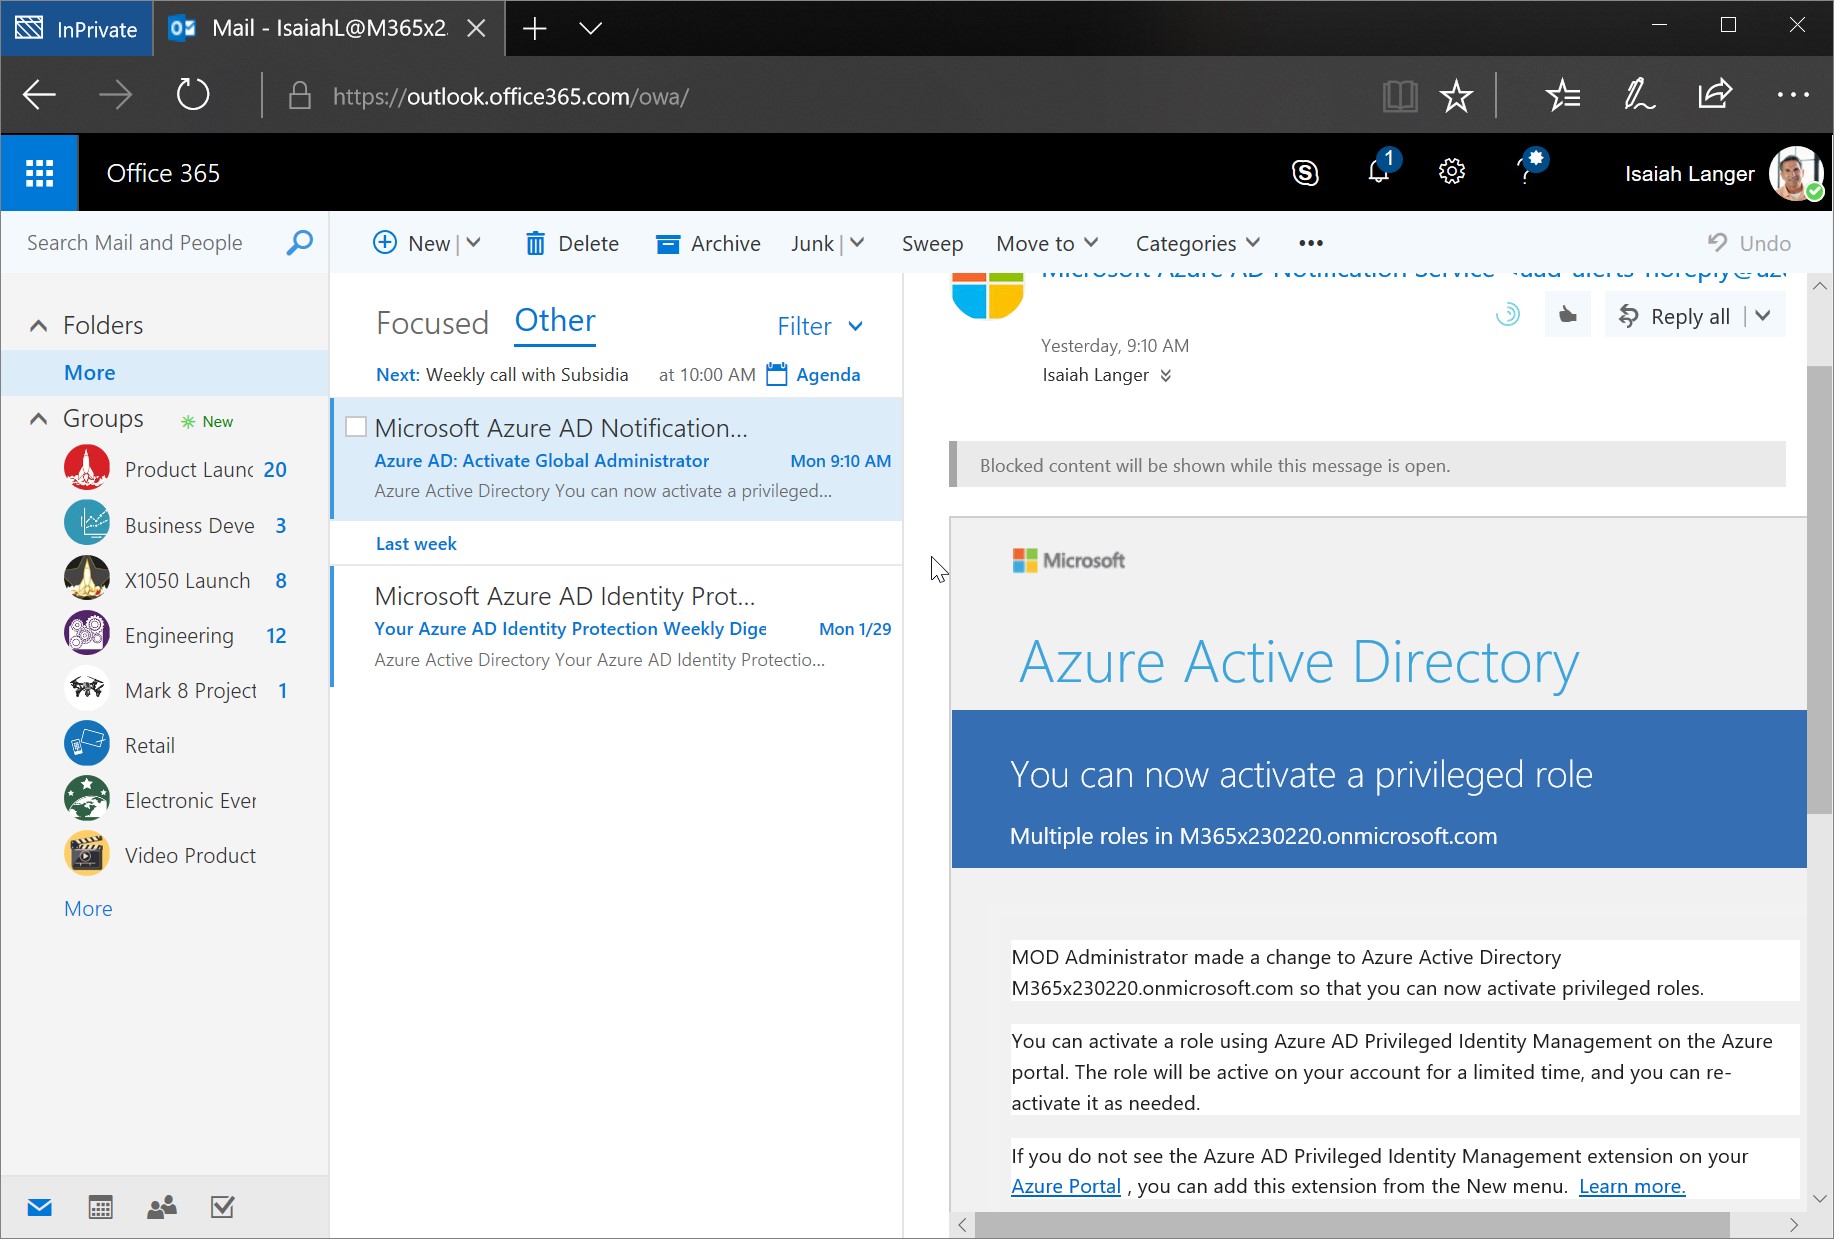 InPrivate
Mail - IsaiahL@M365x2
https://outlook.office365.com/owa/
Office 365
1
?
Isaiah Langer
Search Mail and People
New
Delete
Archive
Junk
Sweep
Move to
Categories
Undo
Folders
More
Groups
New
Product Launc 20
Business Deve 3
X1050 Launch 8
Engineering 12
Mark 8 Project 1
Retail
Electronic Ever
Video Product
More
Focused Other Filter
Next: Weekly call with Subsidia at 10:00 AM Agenda
Microsoft Azure AD Notification...
Azure AD: Activate Global Administrator Mon 9:10 AM
Azure Active Directory You can now activate a privileged...
Last week
Microsoft Azure AD Identity Prot...
Your Azure AD Identity Protection Weekly Dige Mon 1/29
Azure Active Directory Your Azure AD Identity Protectio...
Microsoft Azure AD Notification Service
Reply all
Yesterday, 9:10 AM
Isaiah Langer
Blocked content will be shown while this message is open.
Microsoft
Azure Active Directory
You can now activate a privileged role
Multiple roles in M365x230220.onmicrosoft.com
MOD Administrator made a change to Azure Active Directory
M365x230220.onmicrosoft.com so that you can now activate privileged roles.
You can activate a role using Azure AD Privileged Identity Management on the Azure
portal. The role will be active on your account for a limited time, and you can re-
activate it as needed.
If you do not see the Azure AD Privileged Identity Management extension on your
Azure Portal , you can add this extension from the New menu. Learn more.